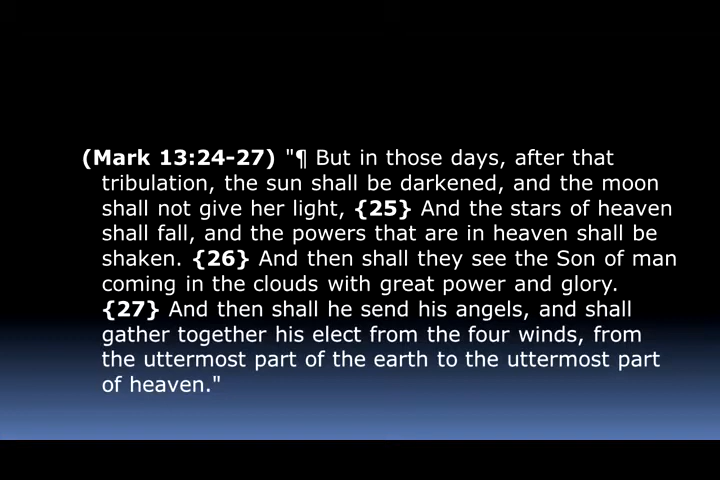 (Mark 13:24-27) "¶ But in those days, after that
tribulation, the sun shall be darkened, and the moon
shall not give her light, {25} And the stars of heaven
shall fall, and the powers that are in heaven shall be
shaken. {26} And then shall they see the Son of man
coming in the clouds with great power and glory.
{27} And then shall he send his angels, and shall
gather together his elect from the four winds, from
the uttermost part of the earth to the uttermost part
of heaven."